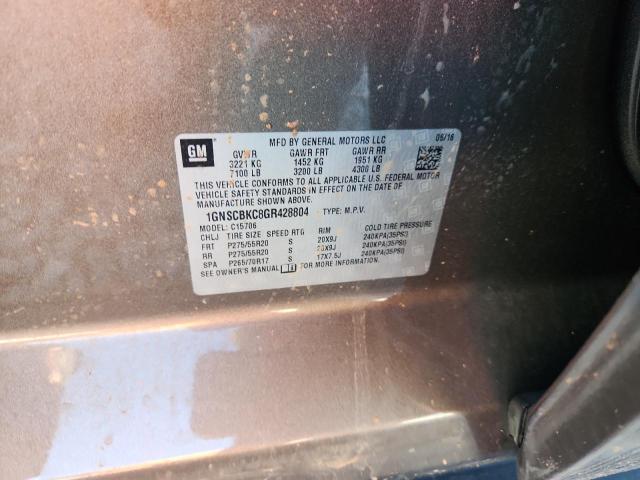 GM
MFD BY GENERAL MOTORS LLC 06/16
GVWR GAWR FRT GAWR RR
3221 KG 1452 KG 1951 KG
7100 LB 3200 LB 4300 LB
THIS VEHICLE CONFORMS TO ALL APPLICABLE U.S. FEDERAL MOTOR
VEHICLE SAFETY STANDARDS IN EFFECT ON THE DATE OF
MANUFACTURE SHOWN ABOVE.
1GNSCBKC8GR428804 TYPE: M.P.V.
MODEL: C15706
CHLJ TIRE SIZE SPEED RTG RIM COLD TIRE PRESSURE
FRT P275/55R20 S 20X9J 240KPA(35PSI)
RR P275/55R20 S 20X9J 240KPA(35PSI)
SPA P265/70R17 S 17X7.5J 240KPA(35PSI)
SEE OWNER'S MANUAL FOR MORE INFORMATION.